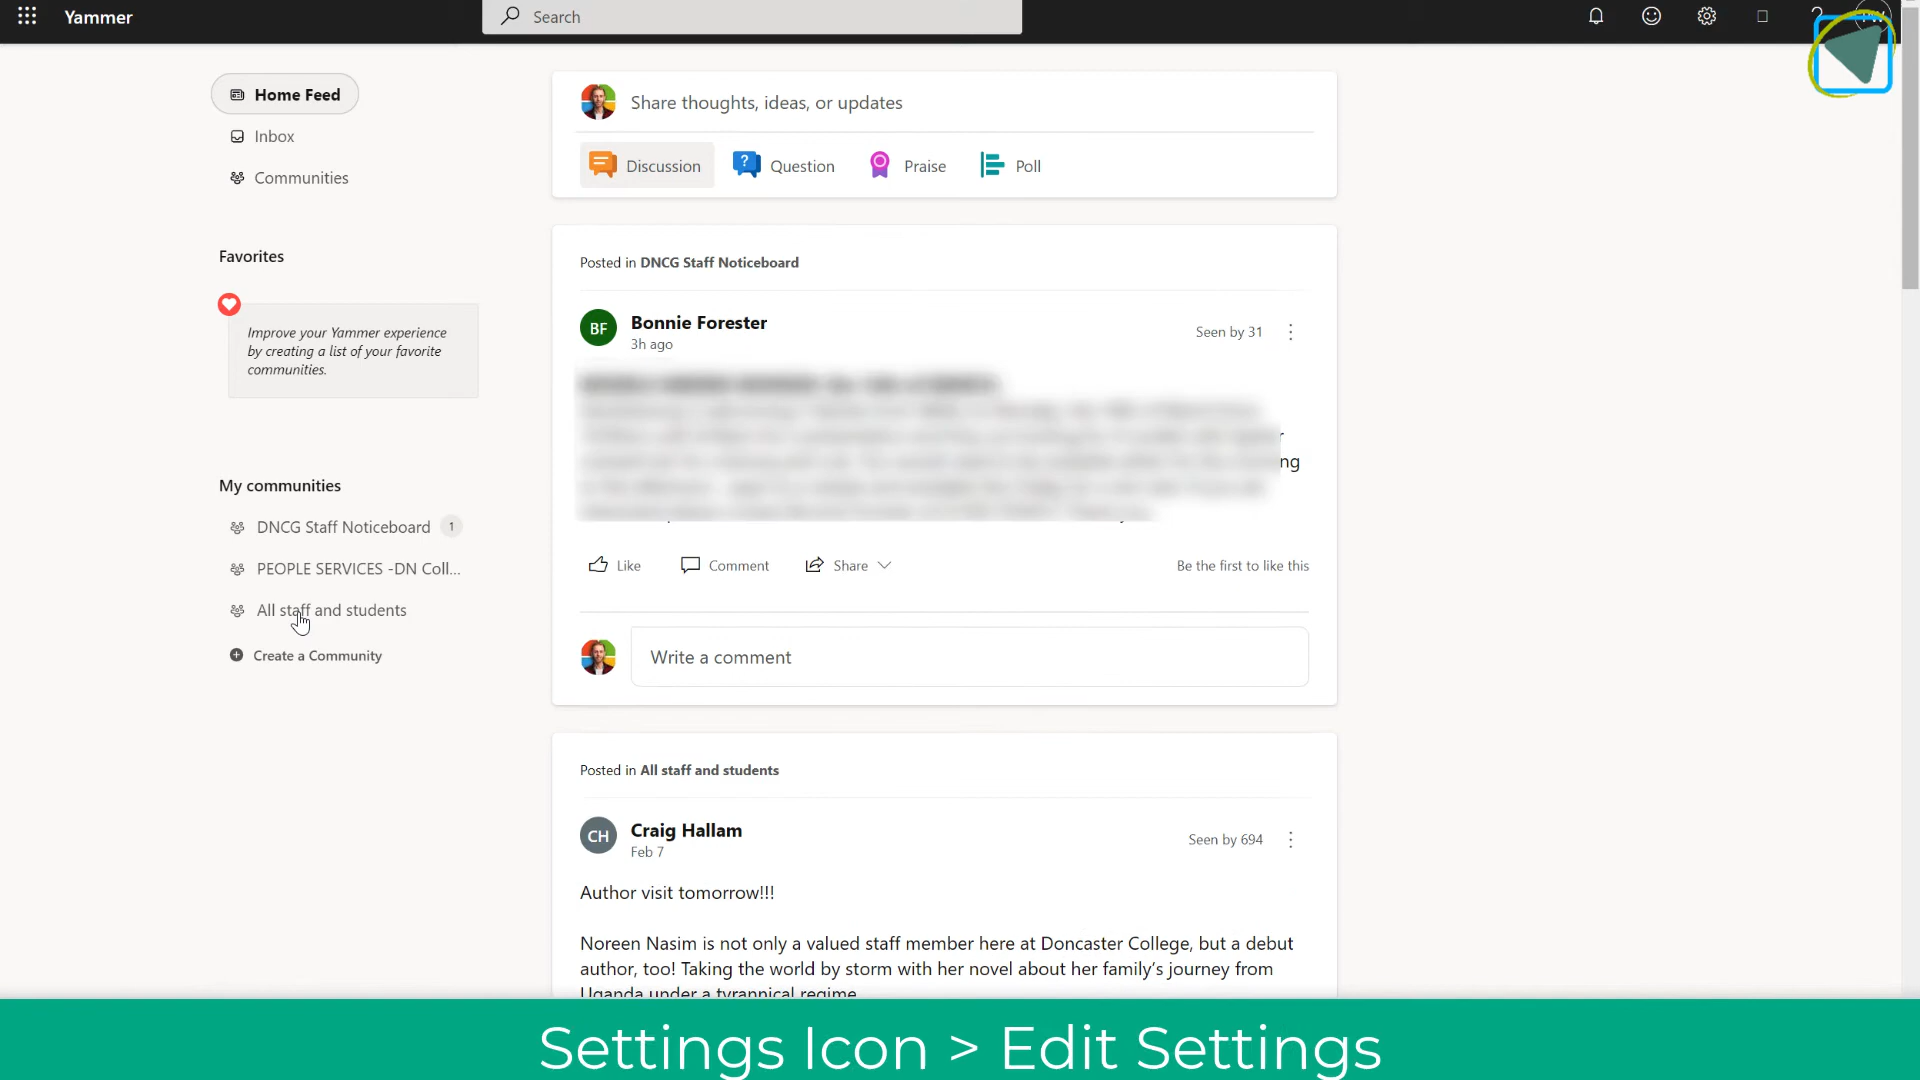 Yammer
Search
?
Home Feed
Inbox
Communities
Favorites
Improve your Yammer experience
by creating a list of your favorite
communities.
My communities
DNCG Staff Noticeboard 1
PEOPLE SERVICES -DN Coll...
All staff and students
Create a Community
Share thoughts, ideas, or updates
Discussion
? Question
Praise
Poll
Posted in DNCG Staff Noticeboard
BF
Bonnie Forester
3h ago
Seen by 31
Like
Comment
Share
Be the first to like this
Write a comment
Posted in All staff and students
CH
Craig Hallam
Feb 7
Seen by 694
Author visit tomorrow!!!
Noreen Nasim is not only a valued staff member here at Doncaster College, but a debut
author, too! Taking the world by storm with her novel about her family's journey from
Uganda under a tyrannical regime
Settings Icon > Edit Settings